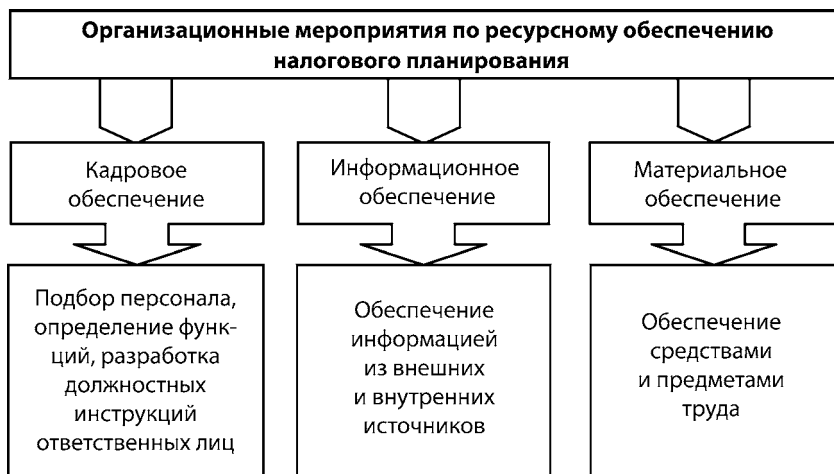 Организационные мероприятия по ресурсному обеспечению
налогового планирования
Кадровое
обеспечение
Информационное
обеспечение
Материальное
обеспечение
Подбор персонала,
определение функ-
ций, разработка
должностных
инструкций
ответственных лиц
Обеспечение
информацией
из внешних
и внутренних
источников
Обеспечение
средствами
и предметами
труда